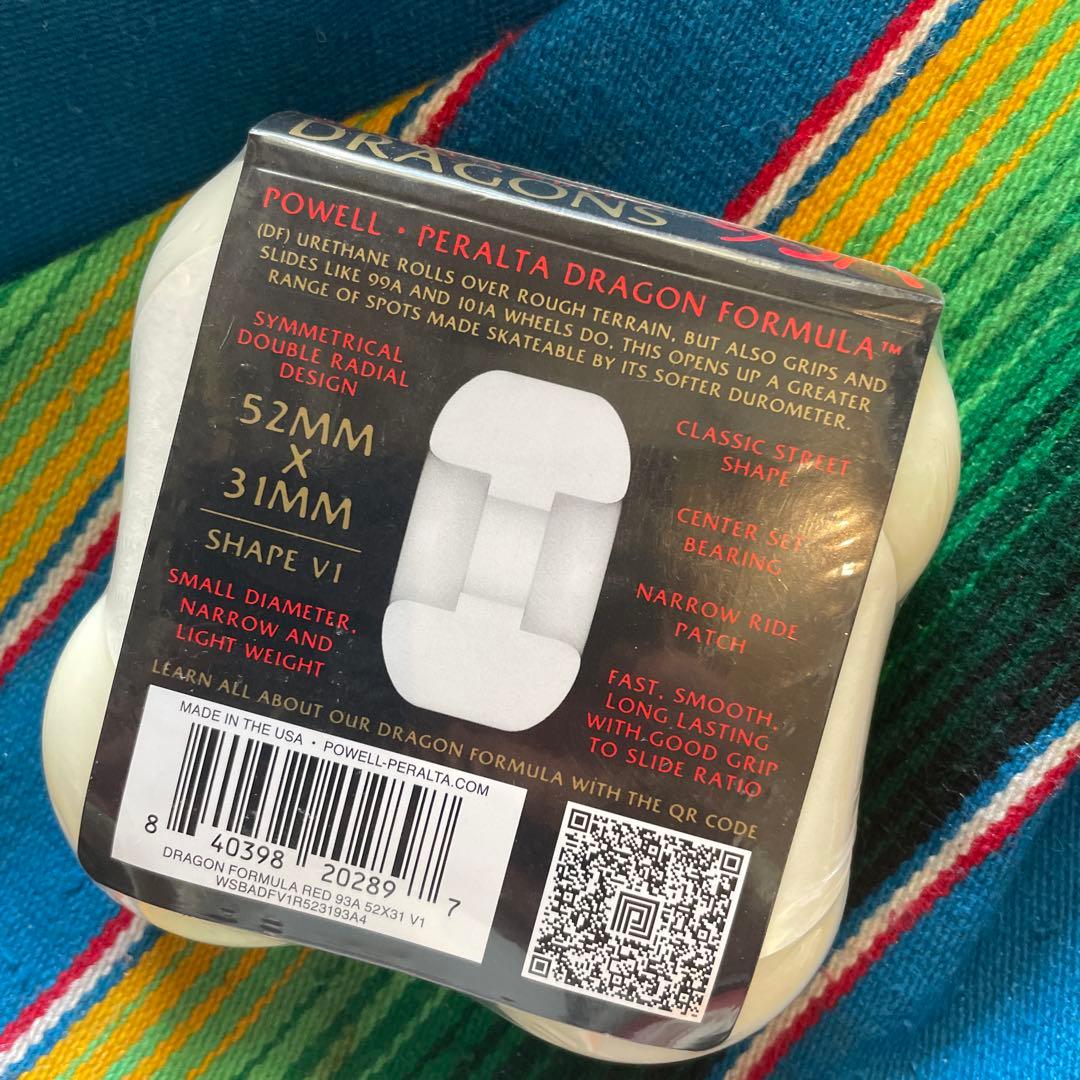 DRAGONS
POWELL • PERALTA DRAGON FORMULA™
(DF) URETHANE ROLLS OVER ROUGH TERRAIN, BUT ALSO GRIPS AND
SLIDES LIKE 99A AND 101A WHEELS DO. THIS OPENS UP A GREATER
RANGE OF SPOTS MADE SKATEABLE BY ITS SOFTER DUROMETER.
SYMMETRICAL
DOUBLE RADIAL
DESIGN
52MM
X
31MM
SHAPE V1
SMALL DIAMETER,
NARROW AND
LIGHT WEIGHT
CLASSIC STREET
SHAPE
CENTER SET
BEARING
NARROW RIDE
PATCH
FAST, SMOOTH,
LONG LASTING
WITH GOOD GRIP
TO SLIDE RATIO
LEARN ALL ABOUT OUR DRAGON FORMULA WITH THE QR CODE
MADE IN THE USA • POWELL-PERALTA.COM
8 40398 20289 7
DRAGON FORMULA RED 93A 52X31 V1
WSBADFV1R523193A4